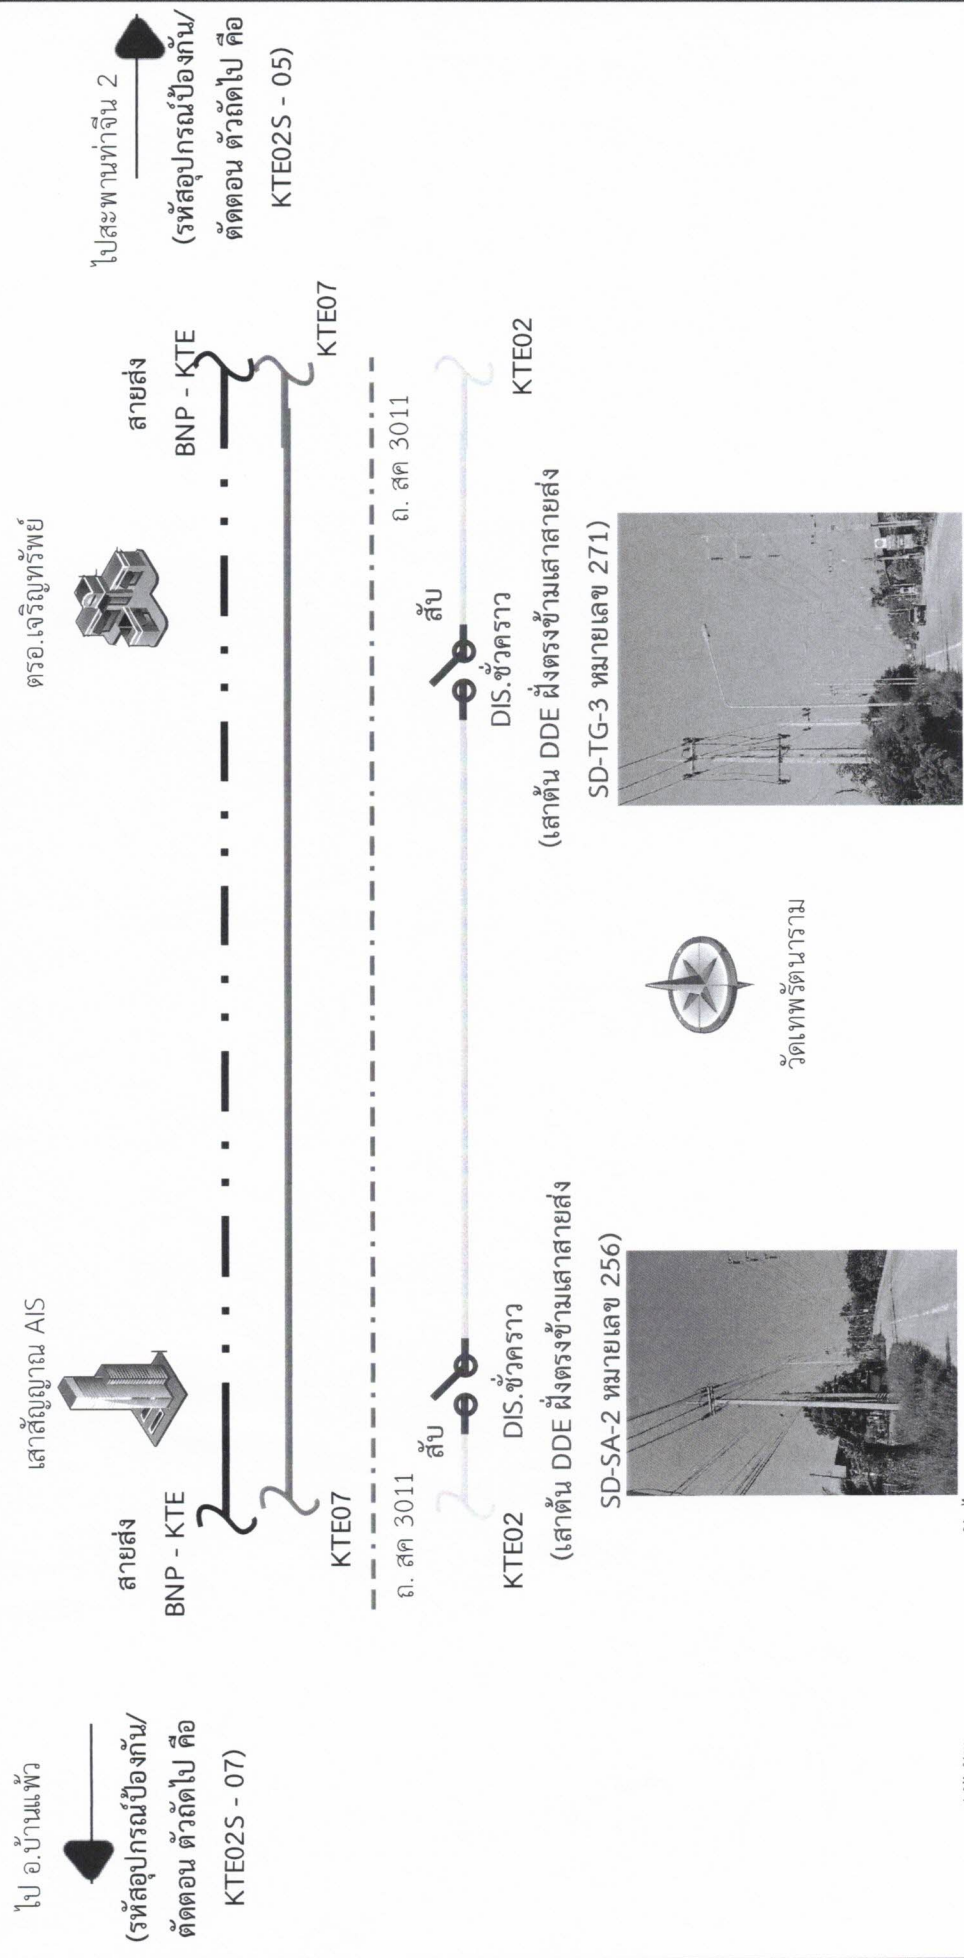 ไป อ.บ้านแพ้ว
(รหัสอุปกรณ์ป้องกัน/
ตัดตอน ตัวถัดไป คือ
KTE02S - 07)
เสาสัญญาณ AIS
ตรอ.เจริญทรัพย์
ไปสะพานท่าจีน 2
(รหัสอุปกรณ์ป้องกัน/
ตัดตอน ตัวถัดไป คือ
KTE02S - 05)
สายส่ง
BNP - KTE
สายส่ง
BNP - KTE
KTE07
KTE07
ถ. สค 3011
ถ. สค 3011
สับ
สับ
KTE02
DIS.ชั่วคราว
DIS.ชั่วคราว
KTE02
(เสาต้น DDE ฝั่งตรงข้ามเสาสายส่ง
SD-SA-2 หมายเลข 256)
(เสาต้น DDE ฝั่งตรงข้ามเสาสายส่ง
SD-TG-3 หมายเลข 271)
วัดเทพรัตนาราม